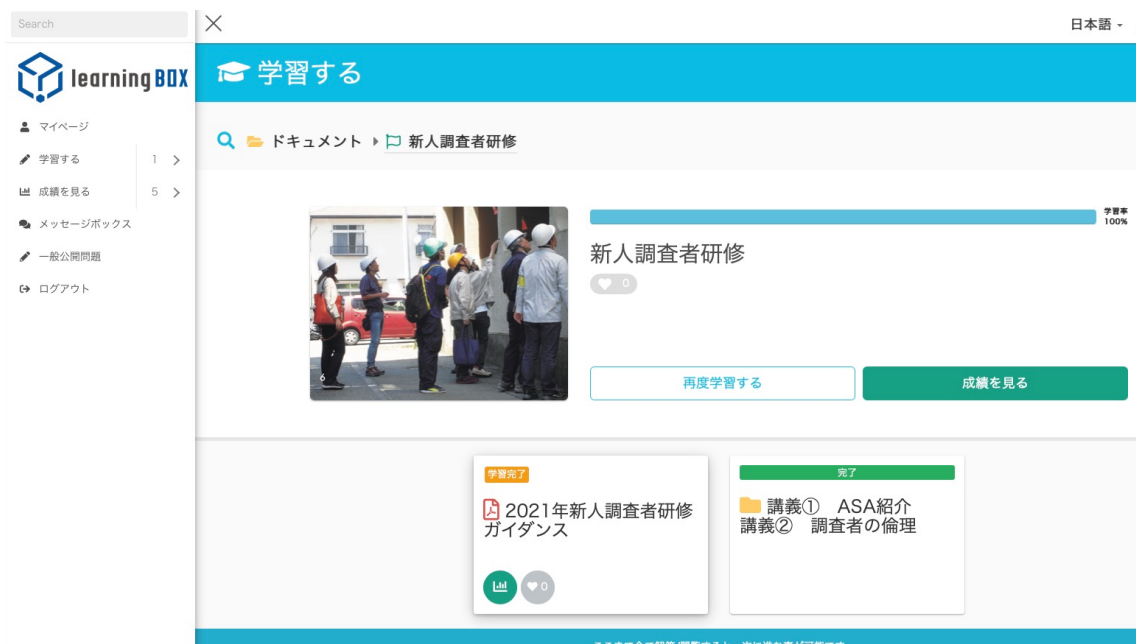 Search
日本語
learningBOX
学習する
マイページ
ドキュメント 新人調査者研修
学習する 1
成績を見る 5
メッセージボックス
一般公開問題
ログアウト
学習率
100%
新人調査者研修
0
6
再度学習する 成績を見る
学習完了
2021年新人調査者研修
ガイダンス
0
完了
講義① ASA紹介
講義② 調査者の倫理